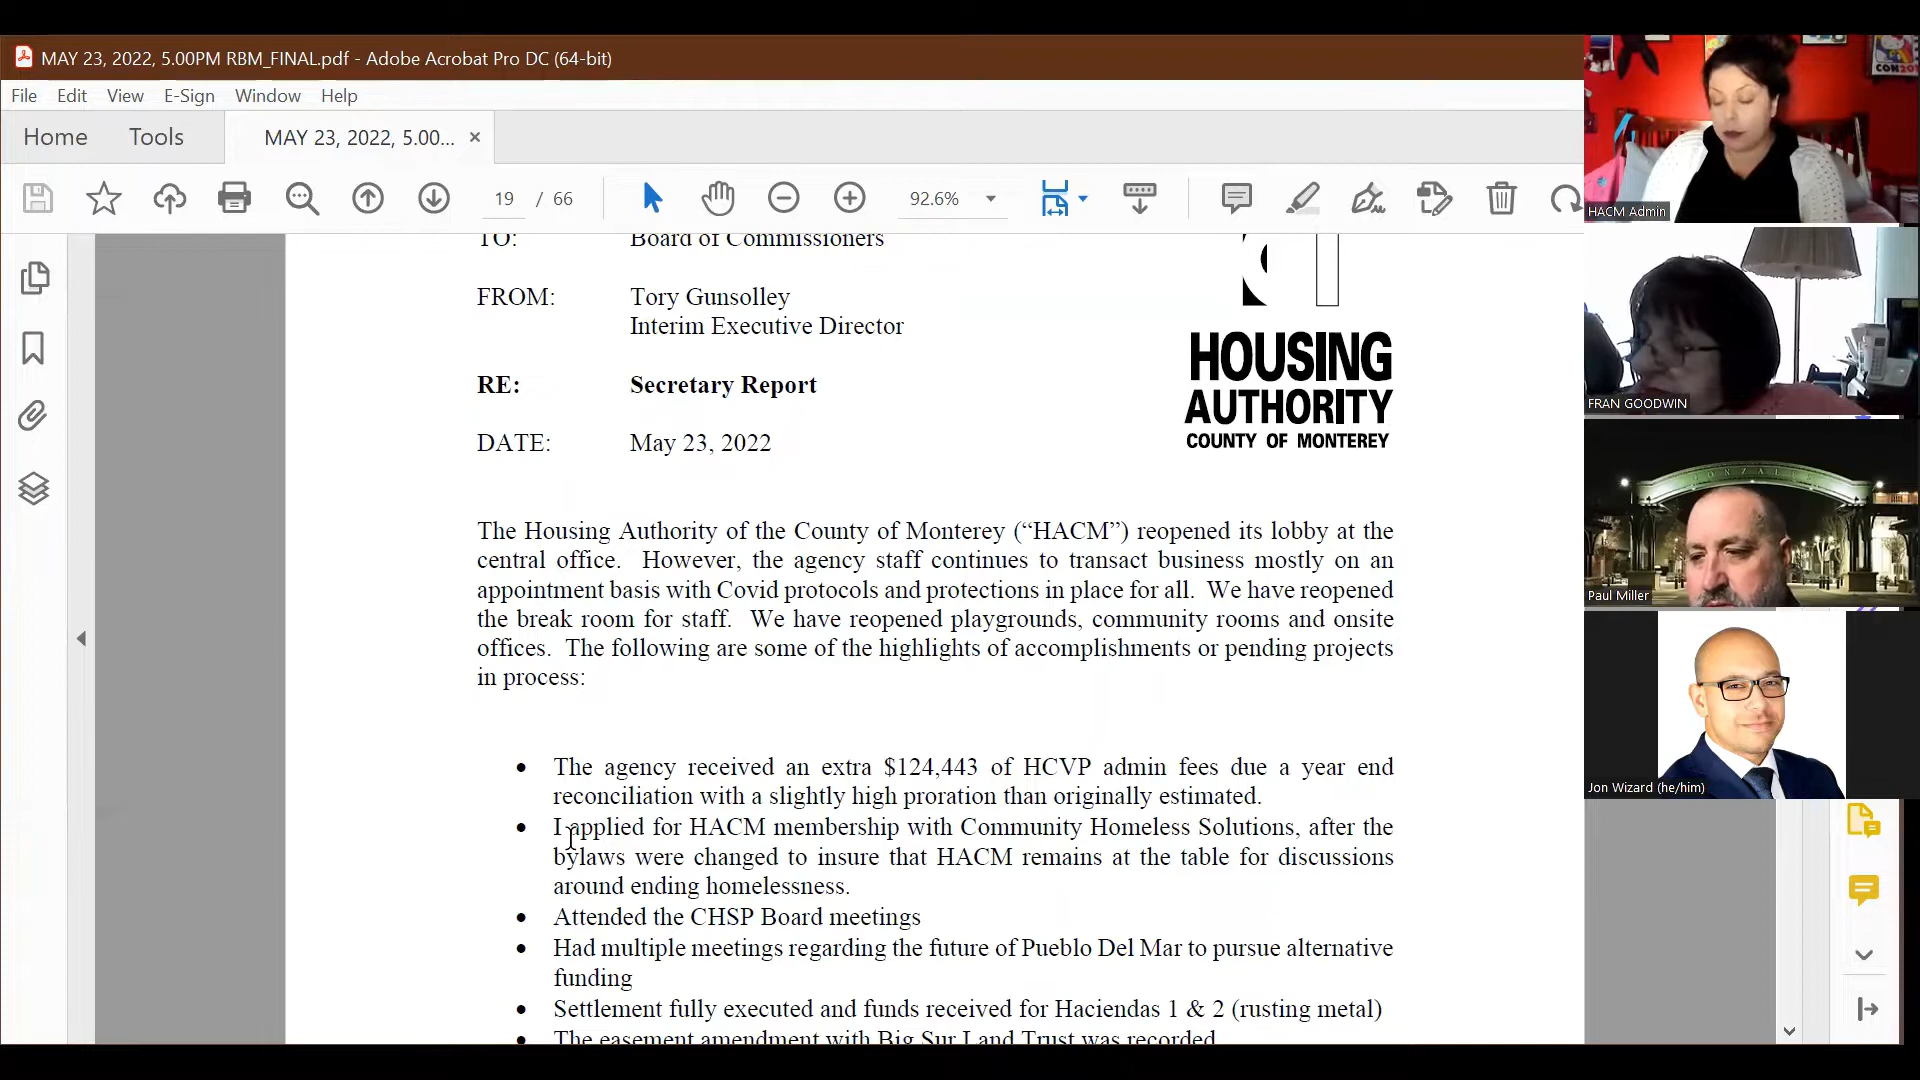 MAY 23, 2022, 5.00PM RBM_FINAL.pdf - Adobe Acrobat Pro DC (64-bit)
File Edit View E-Sign Window Help
Home Tools MAY 23, 2022, 5.00... ×
19 / 66 92.6%
TO: Board of Commissioners
FROM: Tory Gunsolley
Interim Executive Director
RE: Secretary Report
DATE: May 23, 2022
HOUSING
AUTHORITY
COUNTY OF MONTEREY
The Housing Authority of the County of Monterey (“HACM”) reopened its lobby at the
central office. However, the agency staff continues to transact business mostly on an
appointment basis with Covid protocols and protections in place for all. We have reopened
the break room for staff. We have reopened playgrounds, community rooms and onsite
offices. The following are some of the highlights of accomplishments or pending projects
in process:
• The agency received an extra $124,443 of HCVP admin fees due a year end
reconciliation with a slightly high proration than originally estimated.
• I applied for HACM membership with Community Homeless Solutions, after the
bylaws were changed to insure that HACM remains at the table for discussions
around ending homelessness.
• Attended the CHSP Board meetings
• Had multiple meetings regarding the future of Pueblo Del Mar to pursue alternative
funding
• Settlement fully executed and funds received for Haciendas 1 & 2 (rusting metal)
• The easement amendment with Big Sur Land Trust was recorded
HACM Admin
FRAN GOODWIN
Paul Miller
Jon Wizard (he/him)